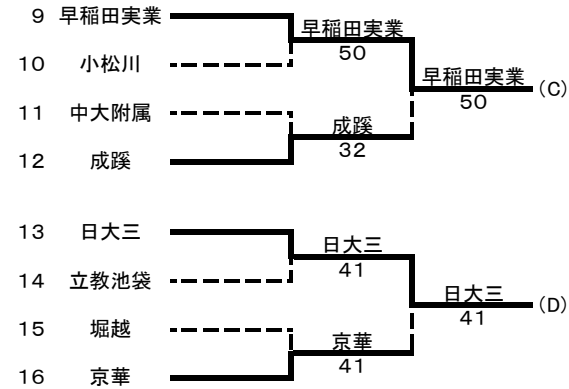 9 早稲田実業
10 小松川
11 中大附属
12 成蹊
早稲田実業
50
成蹊
32
早稲田実業
50
(C)
13 日大三
14 立教池袋
15 堀越
16 京華
日大三
41
京華
41
日大三
41
(D)